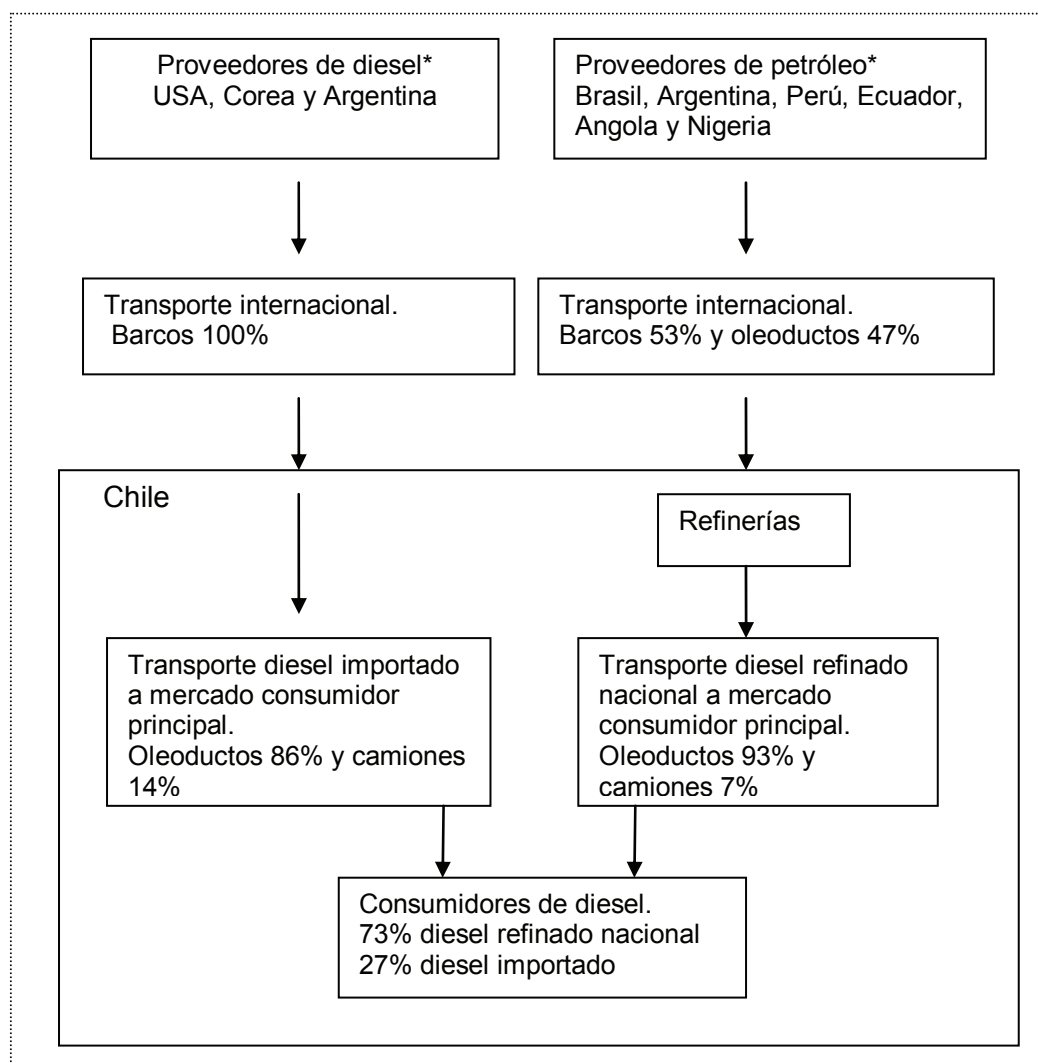 Proveedores de diesel*
USA, Corea y Argentina
Proveedores de petróleo*
Brasil, Argentina, Perú, Ecuador,
Angola y Nigeria
Transporte internacional.
Barcos 100%
Transporte internacional.
Barcos 53% y oleoductos 47%
Chile
Refinerías
Transporte diesel importado
a mercado consumidor
principal.
Oleoductos 86% y camiones
14%
Transporte diesel refinado
nacional a mercado
consumidor principal.
Oleoductos 93% y
camiones 7%
Consumidores de diesel.
73% diesel refinado nacional
27% diesel importado